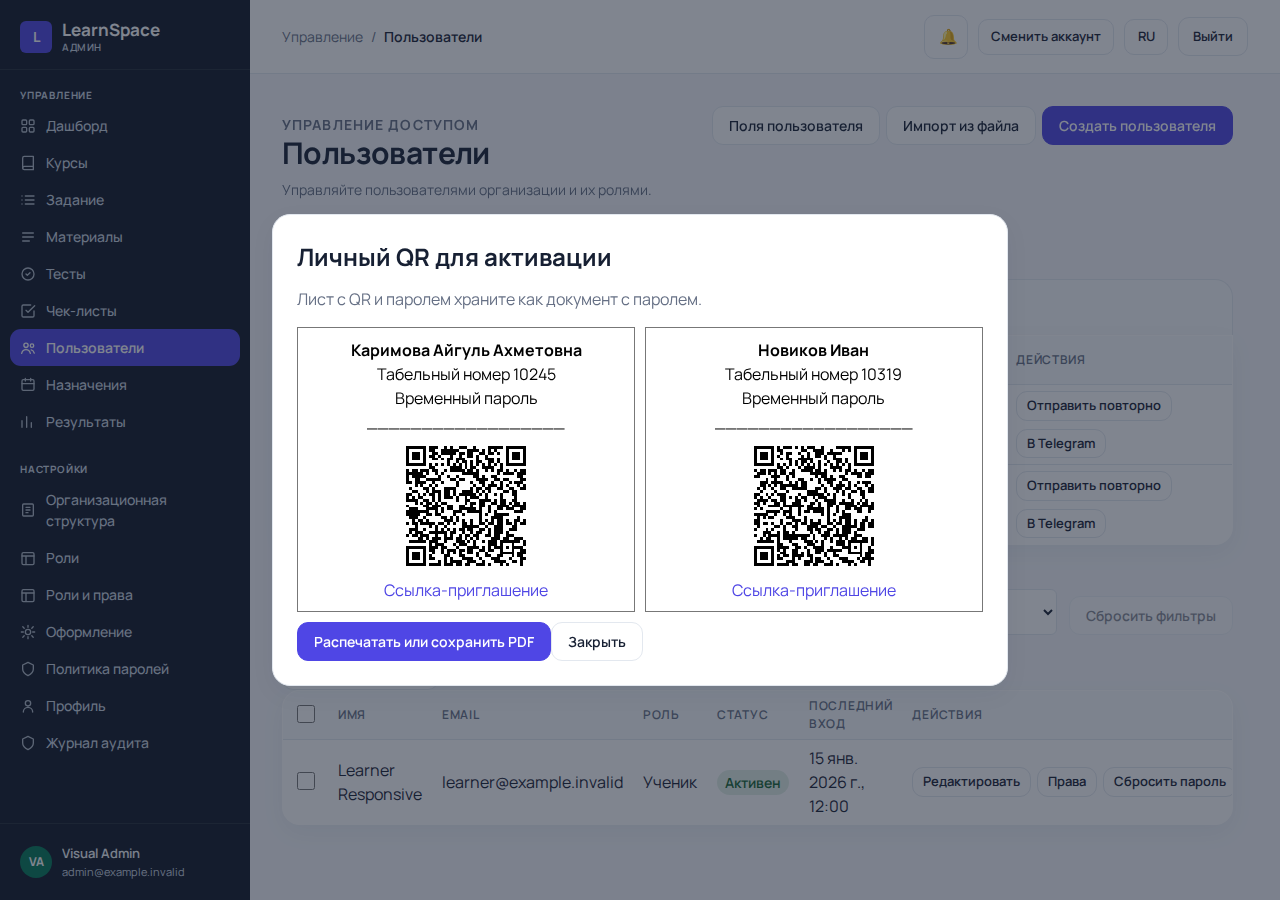 L
LearnSpace
АДМИН
УПРАВЛЕНИЕ
Дашборд
Курсы
Задание
Материалы
Тесты
Чек-листы
Пользователи
Назначения
Результаты
НАСТРОЙКИ
Организационная
структура
Роли
Роли и права
Оформление
Политика паролей
Профиль
Журнал аудита
VA
Visual Admin
admin@example.invalid
Управление / Пользователи
Сменить аккаунт
RU
Выйти
УПРАВЛЕНИЕ ДОСТУПОМ
Пользователи
Управляйте пользователями организации и их ролями.
Поля пользователя
Импорт из файла
Создать пользователя
Личный QR для активации
Лист с QR и паролем храните как документ с паролем.
Каримова Айгуль Ахметовна
Табельный номер 10245
Временный пароль
__________________
Ссылка-приглашение
Новиков Иван
Табельный номер 10319
Временный пароль
__________________
Ссылка-приглашение
Распечатать или сохранить PDF
Закрыть
ДЕЙСТВИЯ
Отправить повторно
В Telegram
Отправить повторно
В Telegram
Сбросить фильтры
ИМЯ
EMAIL
РОЛЬ
СТАТУС
ПОСЛЕДНИЙ
ВХОД
ДЕЙСТВИЯ
Learner
Responsive
learner@example.invalid
Ученик
Активен
15 янв.
2026 г.,
12:00
Редактировать
Права
Сбросить пароль